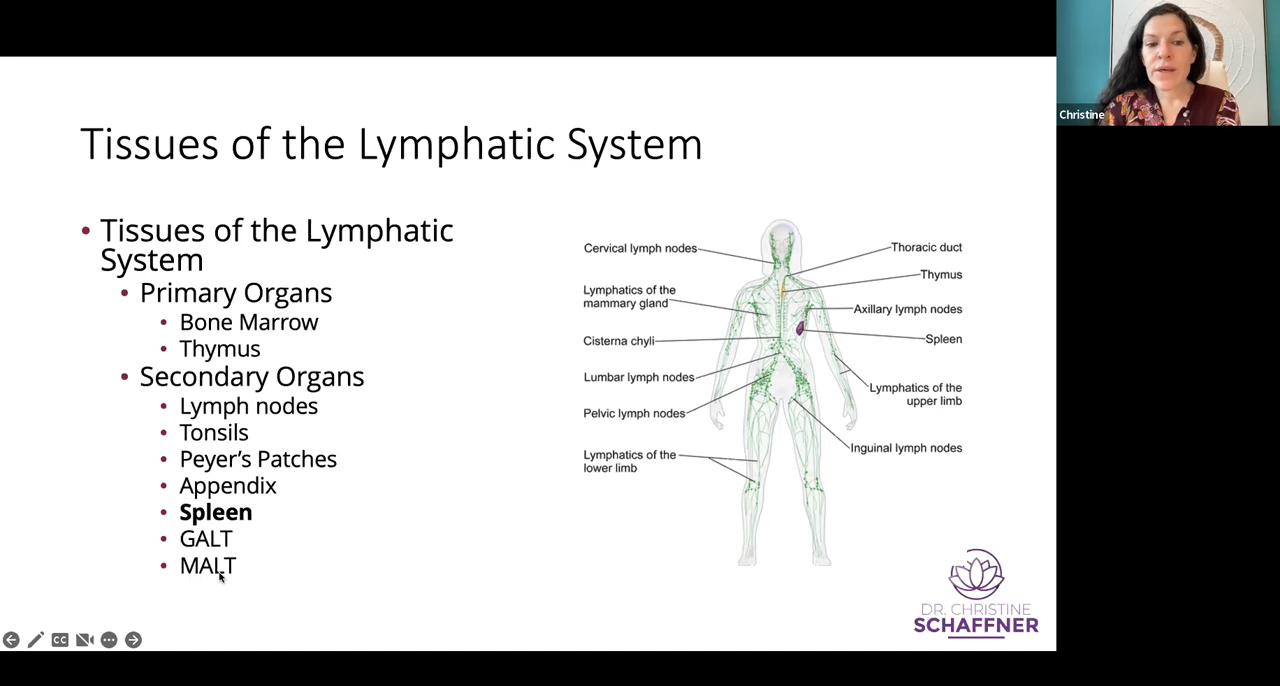 Christine
Tissues of the Lymphatic System
• Tissues of the Lymphatic
System
• Primary Organs
• Bone Marrow
• Thymus
• Secondary Organs
• Lymph nodes
• Tonsils
• Peyer's Patches
• Appendix
• Spleen
• GALT
• MALT
Cervical lymph nodes
Lymphatics of the
mammary gland
Cisterna chyli
Lumbar lymph nodes
Pelvic lymph nodes
Lymphatics of the
lower limb
Thoracic duct
Thymus
Axillary lymph nodes
Spleen
Lymphatics of the
upper limb
Inguinal lymph nodes
DR. CHRISTINE
SCHAFFNER
CC